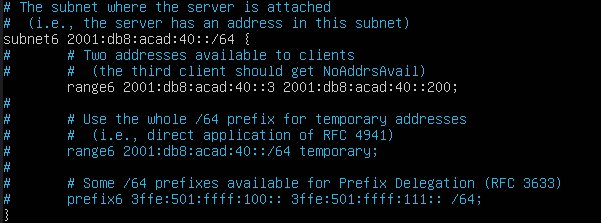 # The subnet where the server is attached
#  (i.e., the server has an address in this subnet)
subnet6 2001:db8:acad:40::/64 {
#       # Two addresses available to clients
#       #  (the third client should get NoAddrsAvail)
        range6 2001:db8:acad:40::3 2001:db8:acad:40::200;
#
#       # Use the whole /64 prefix for temporary addresses
#       #  (i.e., direct application of RFC 4941)
#       range6 2001:db8:acad:40::/64 temporary;
#
#       # Some /64 prefixes available for Prefix Delegation (RFC 3633)
#       prefix6 3ffe:501:ffff:100:: 3ffe:501:ffff:111:: /64;
}